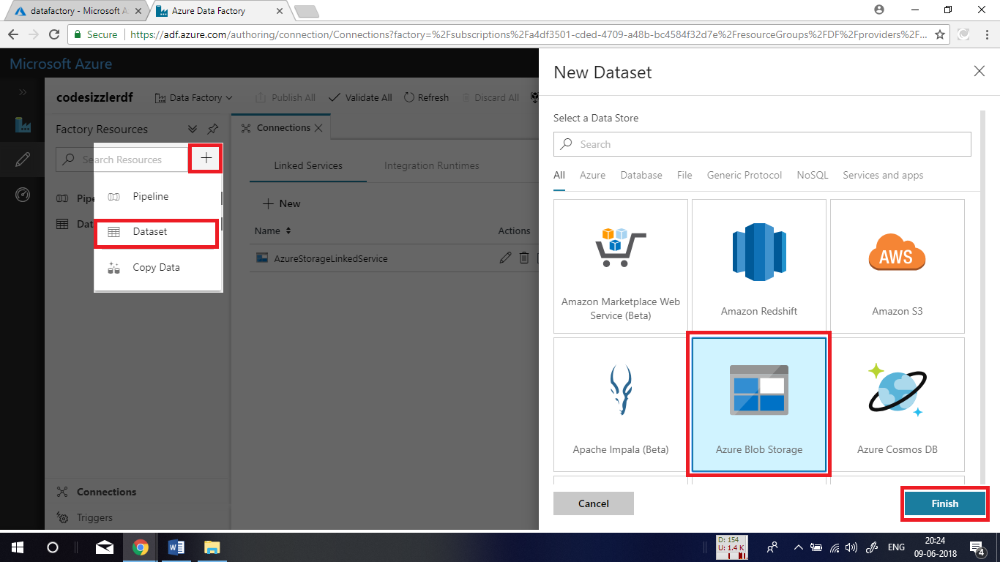 datafactory - Microsoft A
Azure Data Factory
Secure
https://adf.azure.com/authoring/connection/Connections?factory=%2Fsubscriptions%2Fa4df3501-cded-4709-a48b-bc4584f32d7e%2FresourceGroups%2FDF%2Fproviders%2F...
Microsoft Azure
codesizzlerdf
Data Factory
Publish All
Validate All
Refresh
Discard All
Factory Resources
Search Resources
Pipe
Dat
Pipeline
Dataset
Copy Data
Connections
Triggers
Connections
Linked Services
Integration Runtimes
New
Name
Actions
AzureStorageLinkedService
New Dataset
Select a Data Store
Search
All
Azure
Database
File
Generic Protocol
NoSQL
Services and apps
Amazon Marketplace Web
Service (Beta)
Amazon Redshift
AWS
Amazon S3
Apache Impala (Beta)
Azure Blob Storage
Azure Cosmos DB
Cancel
Finish
D: 154
U: 1.4 K
ENG
20:24
09-06-2018
4